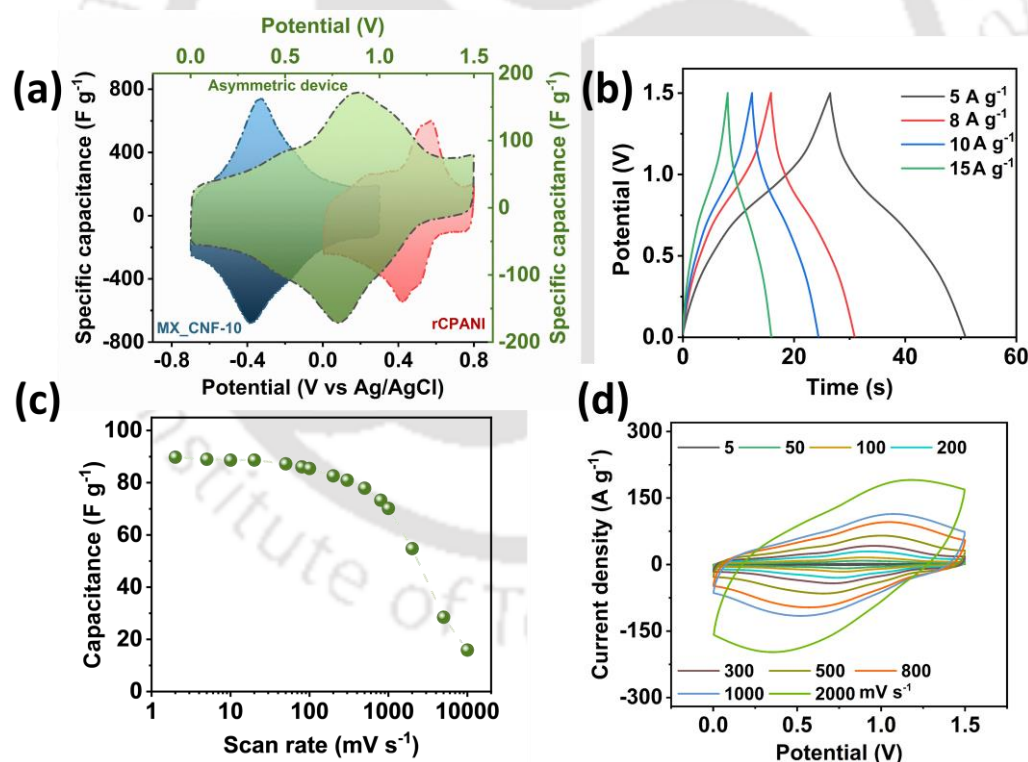 (a)
Potential (V)
0.0 0.5 1.0 1.5
Asymmetric device
Specific capacitance (F g⁻¹)
800
400
0
-400
-800
200
100
0
-100
-200
Specific capacitance (F g⁻¹)
MX_CNF-10
rCPANI
-0.8 -0.4 0.0 0.4 0.8
Potential (V vs Ag/AgCl)
(b)
Potential (V)
1.5
1.0
0.5
0.0
5 A g⁻¹
8 A g⁻¹
10 A g⁻¹
15 A g⁻¹
0 20 40 60
Time (s)
(c)
Capacitance (F g⁻¹)
100
80
60
40
20
0
1 10 100 1000 10000
Scan rate (mV s⁻¹)
stitute of T
(d)
Current density (A g⁻¹)
300
150
0
-150
-300
5 50 100 200
300 500 800
1000 2000 mV s⁻¹
0.0 0.5 1.0 1.5
Potential (V)